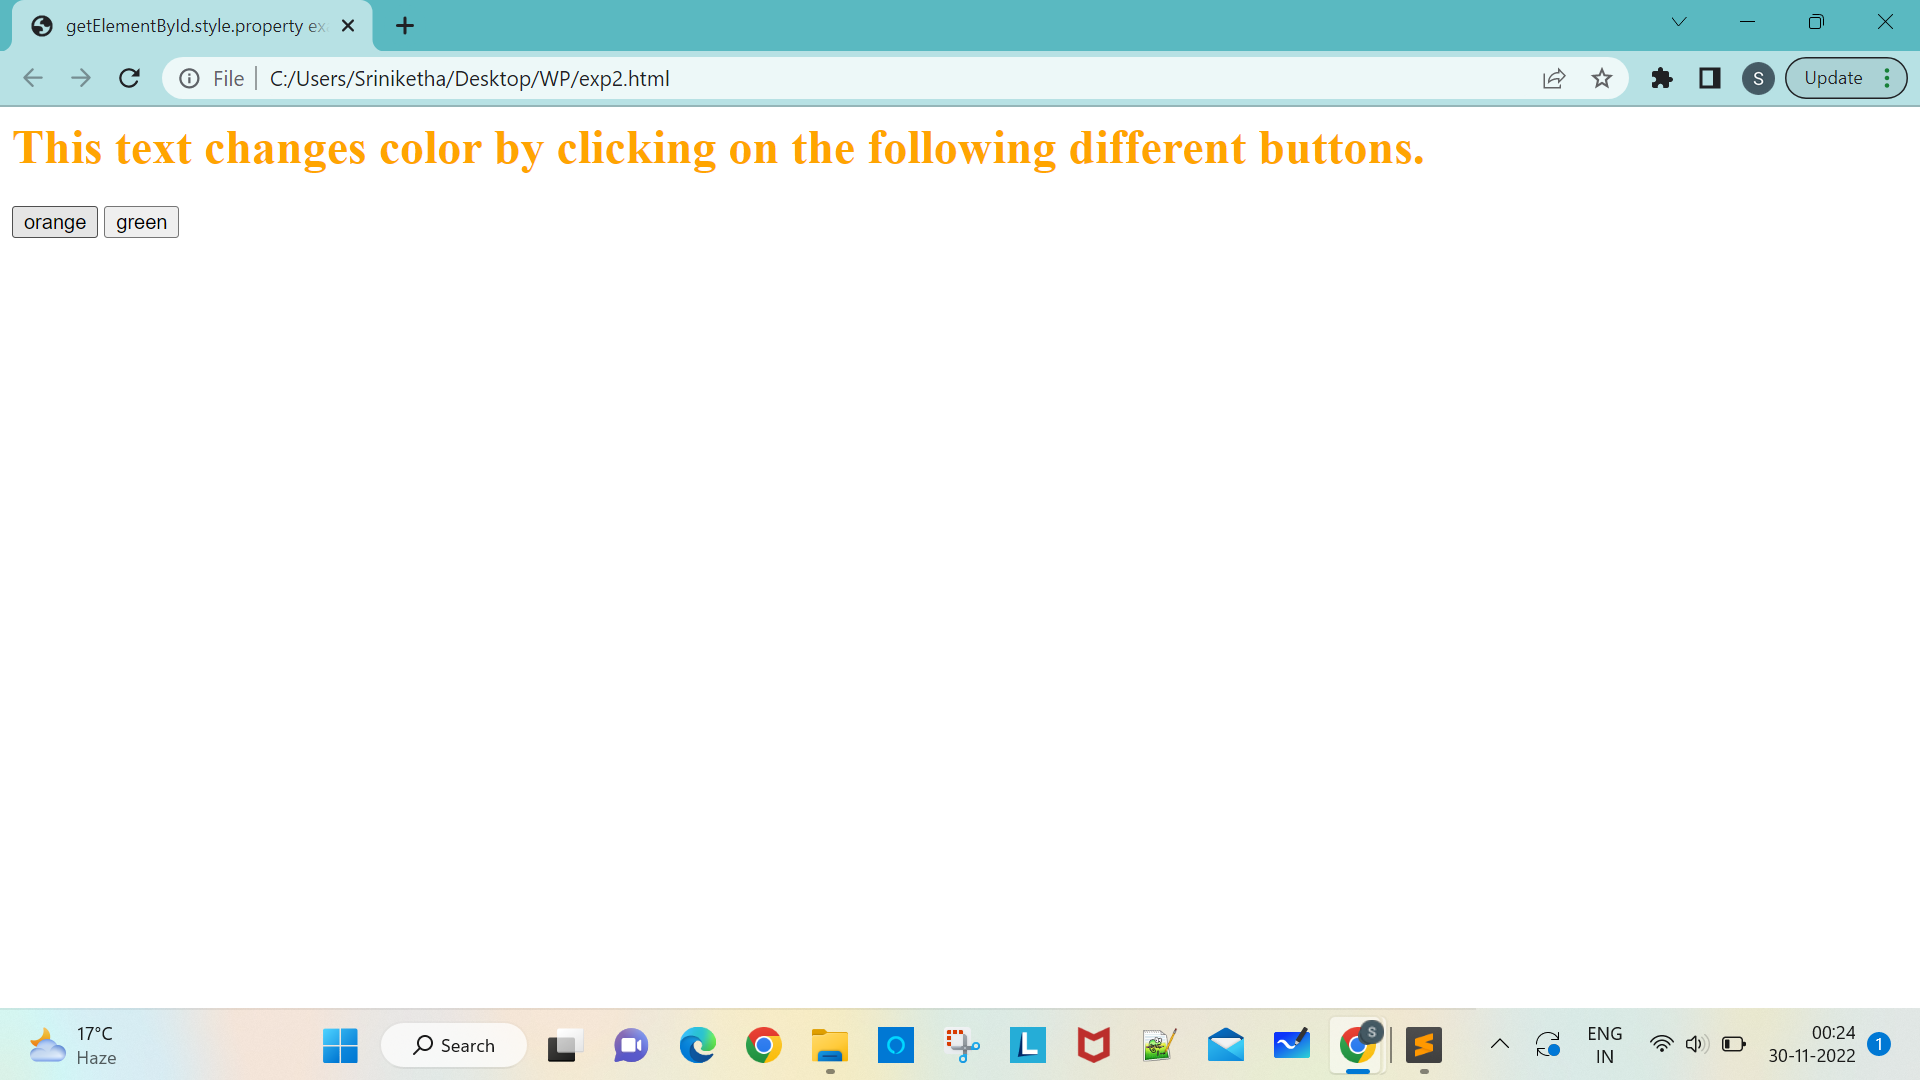 getElementById.style.property ex
File C:/Users/Sriniketha/Desktop/WP/exp2.html S Update
This text changes color by clicking on the following different buttons.
orange green
17°C
Haze
Search
L
S
ENG
IN
00:24
30-11-2022
1